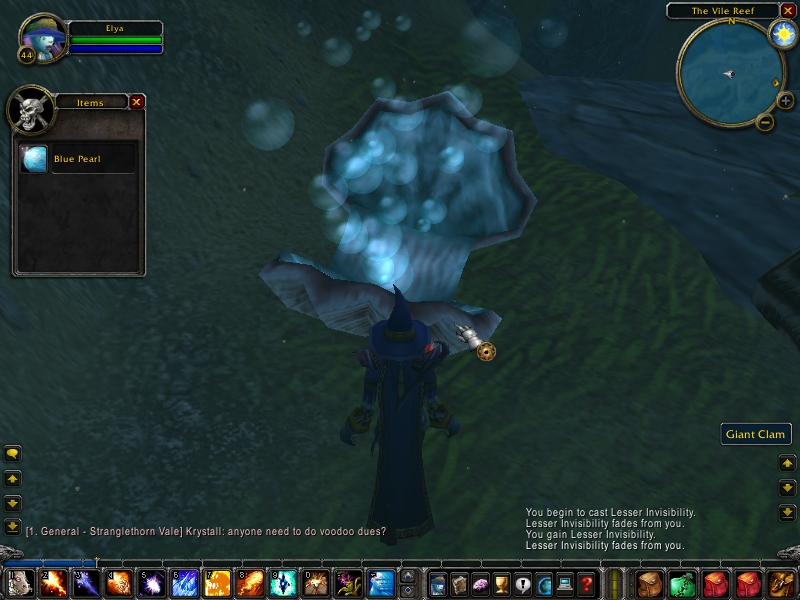 Elya
44
The Vile Reef
N
Items
Blue Pearl
Giant Clam
[1. General - Stranglethorn Vale] Krystall: anyone need to do voodoo dues?
You begin to cast Lesser Invisibility.
Lesser Invisibility fades from you.
You gain Lesser Invisibility.
Lesser Invisibility fades from you.